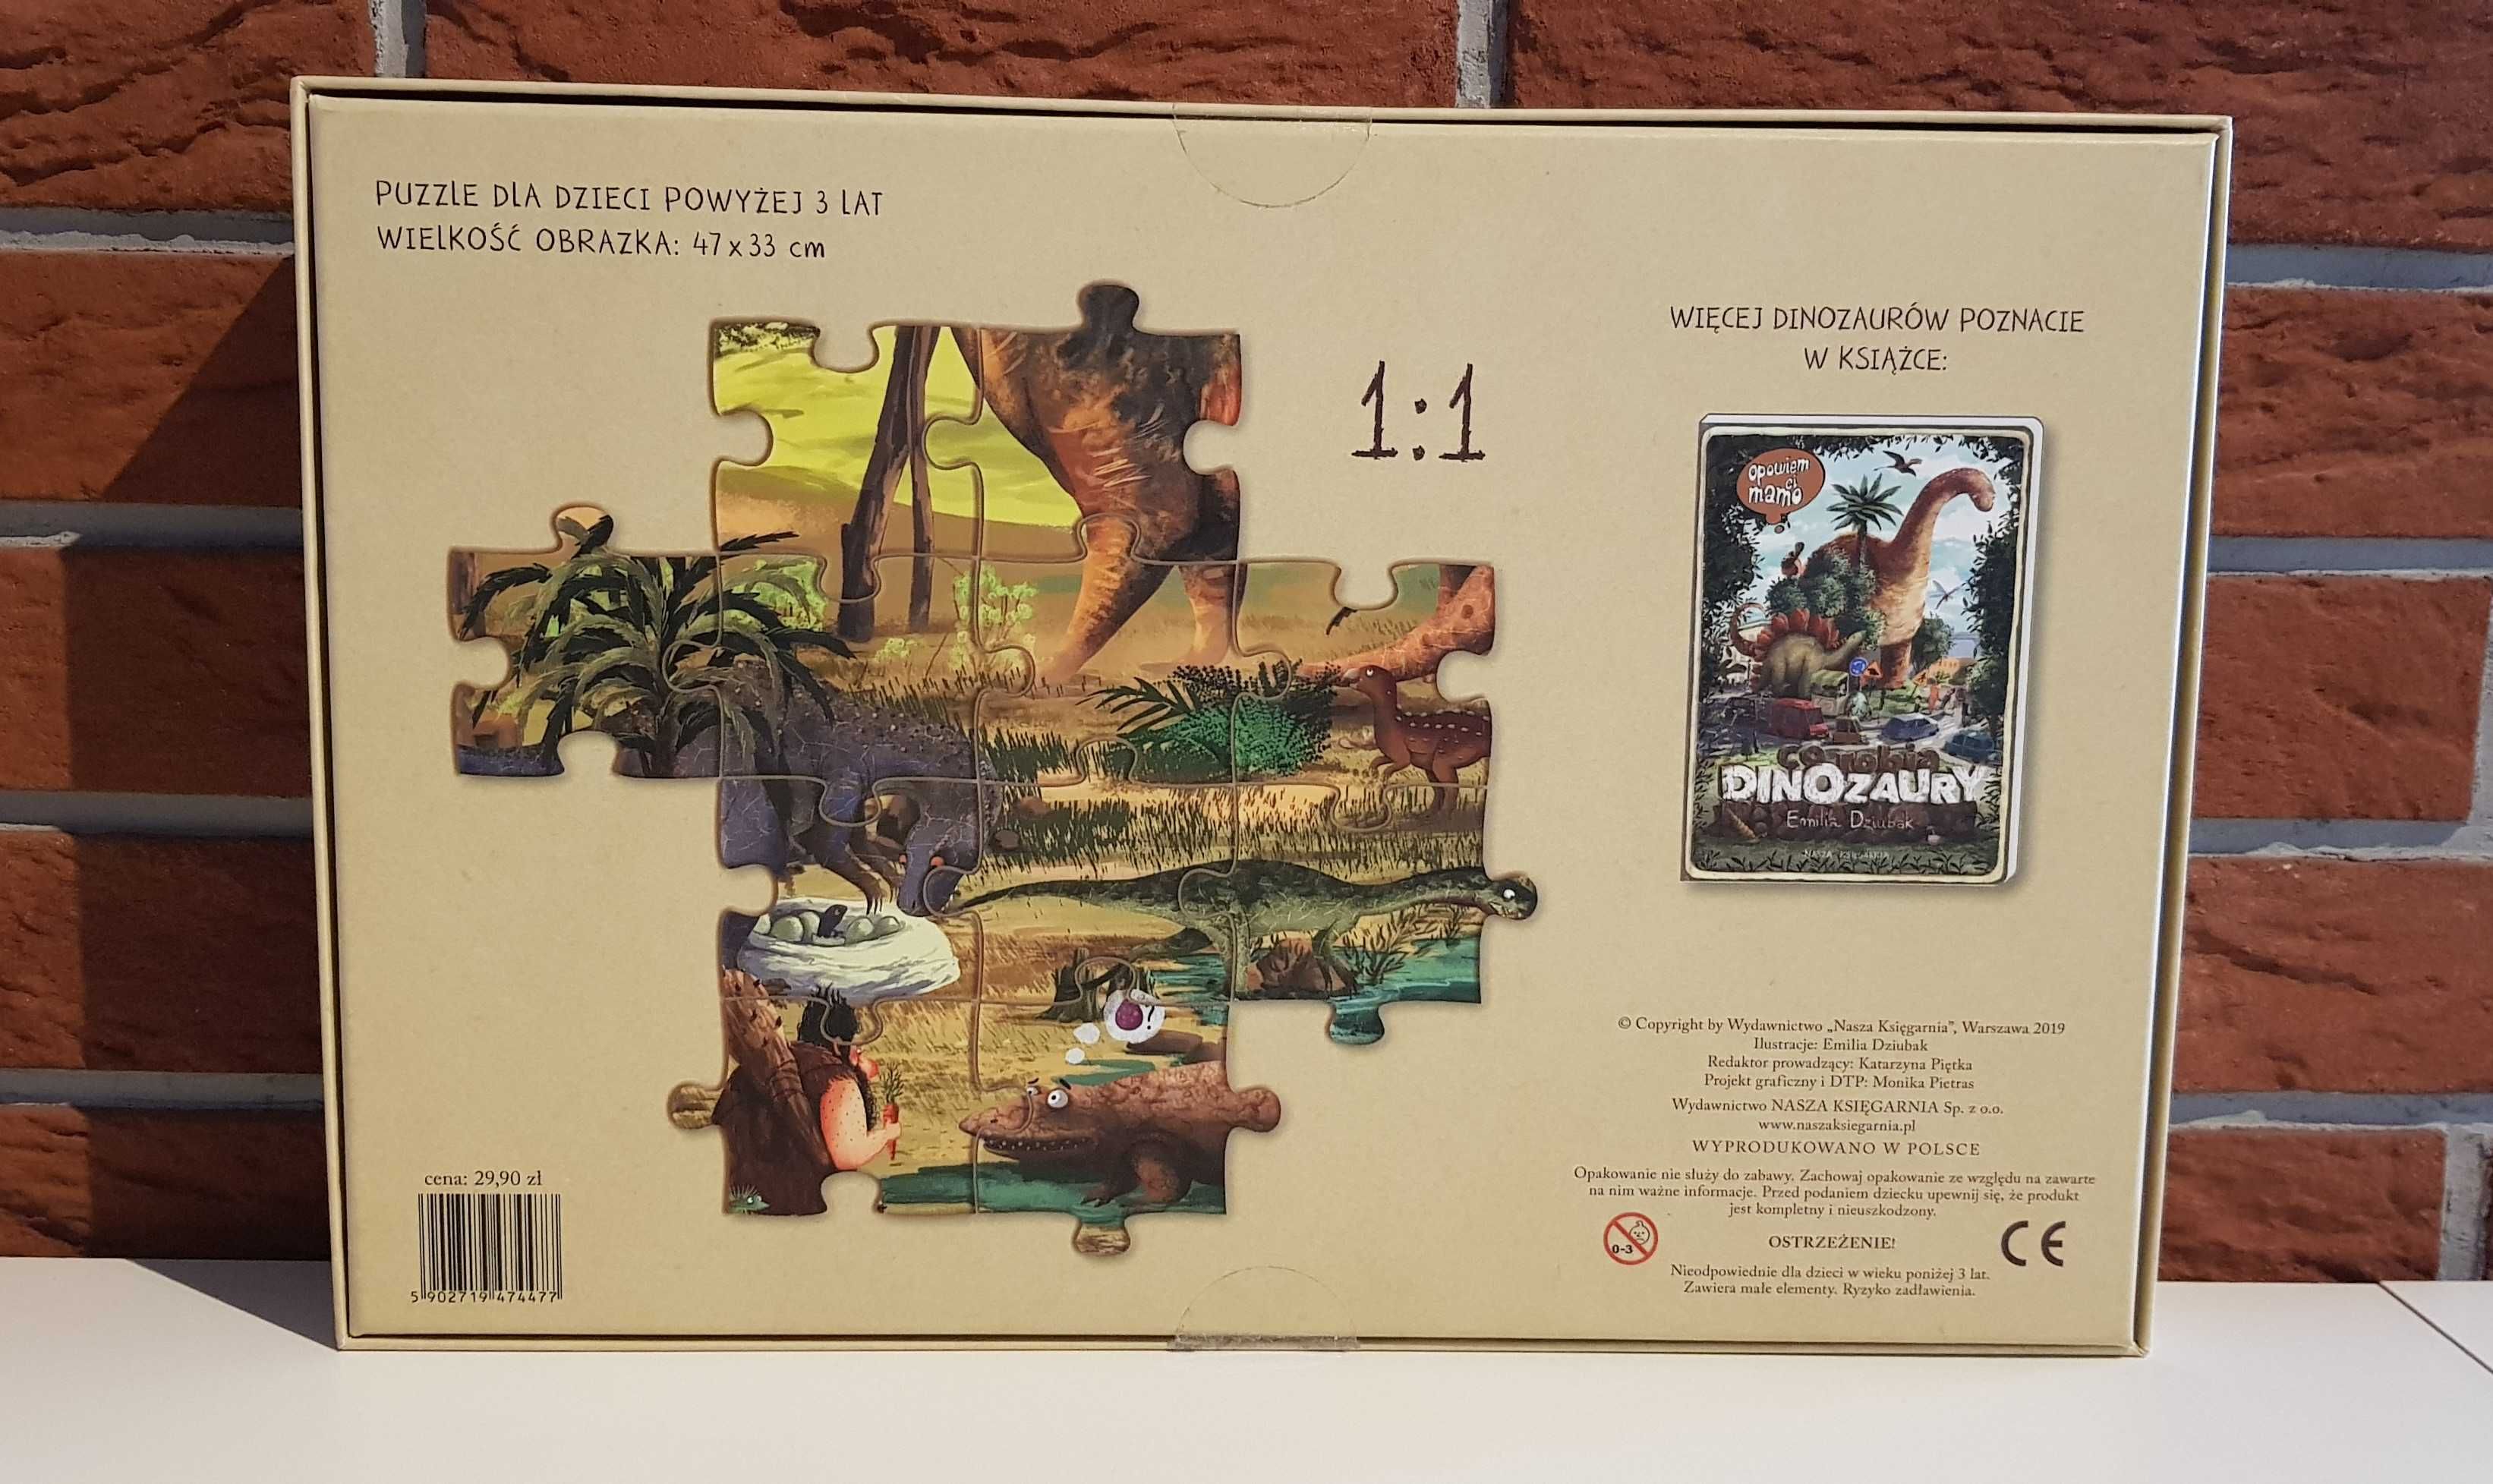 PUZZLE DLA DZIECI POWYŻEJ 3 LAT
WIELKOŚĆ OBRAZKA: 47 x 33 cm
1:1
WIĘCEJ DINOZAURÓW POZNACIE
W KSIĄŻCE:
opowiem
ci
mamo
co robią
DINOZAURY
Emilia Dziubak
NASZA KSIĘGARNIA
?
© Copyright by Wydawnictwo „Nasza Księgarnia”, Warszawa 2019
Ilustracje: Emilia Dziubak
Redaktor prowadzący: Katarzyna Piętka
Projekt graficzny i DTP: Monika Pietras
Wydawnictwo NASZA KSIĘGARNIA Sp. z o.o.
www.naszaksiegarnia.pl
WYPRODUKOWANO W POLSCE
Opakowanie nie służy do zabawy. Zachowaj opakowanie ze względu na zawarte
na nim ważne informacje. Przed podaniem dziecku upewnij się, że produkt
jest kompletny i nieuszkodzony.
0-3
OSTRZEŻENIE!
CE
Nieodpowiednie dla dzieci w wieku poniżej 3 lat.
Zawiera małe elementy. Ryzyko zadławienia.
cena: 29,90 zł
5 902719 474477